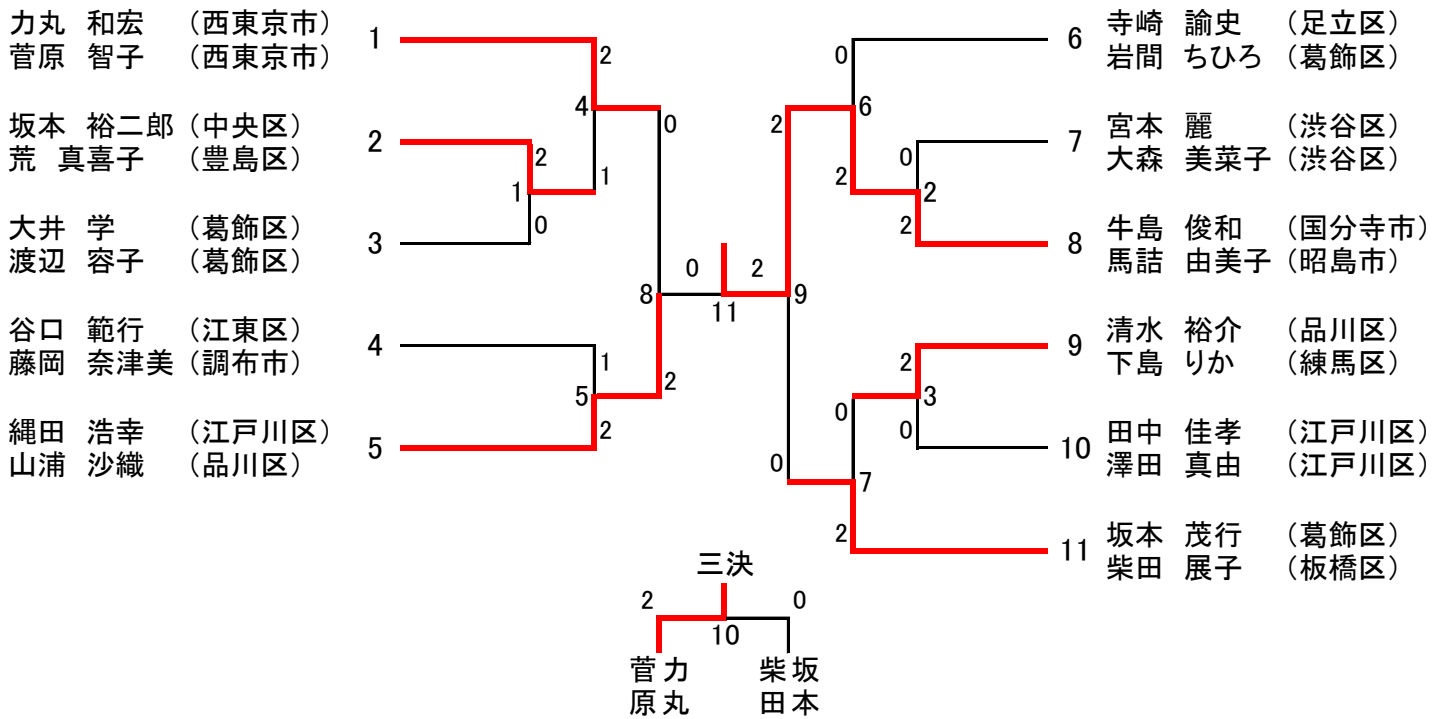 力丸 和宏 (西東京市)
菅原 智子 (西東京市)
1
坂本 裕二郎 (中央区)
荒 真喜子 (豊島区)
2
大井 学 (葛飾区)
渡辺 容子 (葛飾区)
3
谷口 範行 (江東区)
藤岡 奈津美 (調布市)
4
縄田 浩幸 (江戸川区)
山浦 沙織 (品川区)
5
2
4
0
2
1
1
0
1
5
2
8
2
0
2
11
9
0
6
2
0
2
2
2
2
3
0
0
7
0
2
6
寺崎 諭史 (足立区)
岩間 ちひろ (葛飾区)
7
宮本 麗 (渋谷区)
大森 美菜子 (渋谷区)
8
牛島 俊和 (国分寺市)
馬詰 由美子 (昭島市)
9
清水 裕介 (品川区)
下島 りか (練馬区)
10
田中 佳孝 (江戸川区)
澤田 真由 (江戸川区)
11
坂本 茂行 (葛飾区)
柴田 展子 (板橋区)
三決
2
0
10
力丸
菅原
坂本
柴田